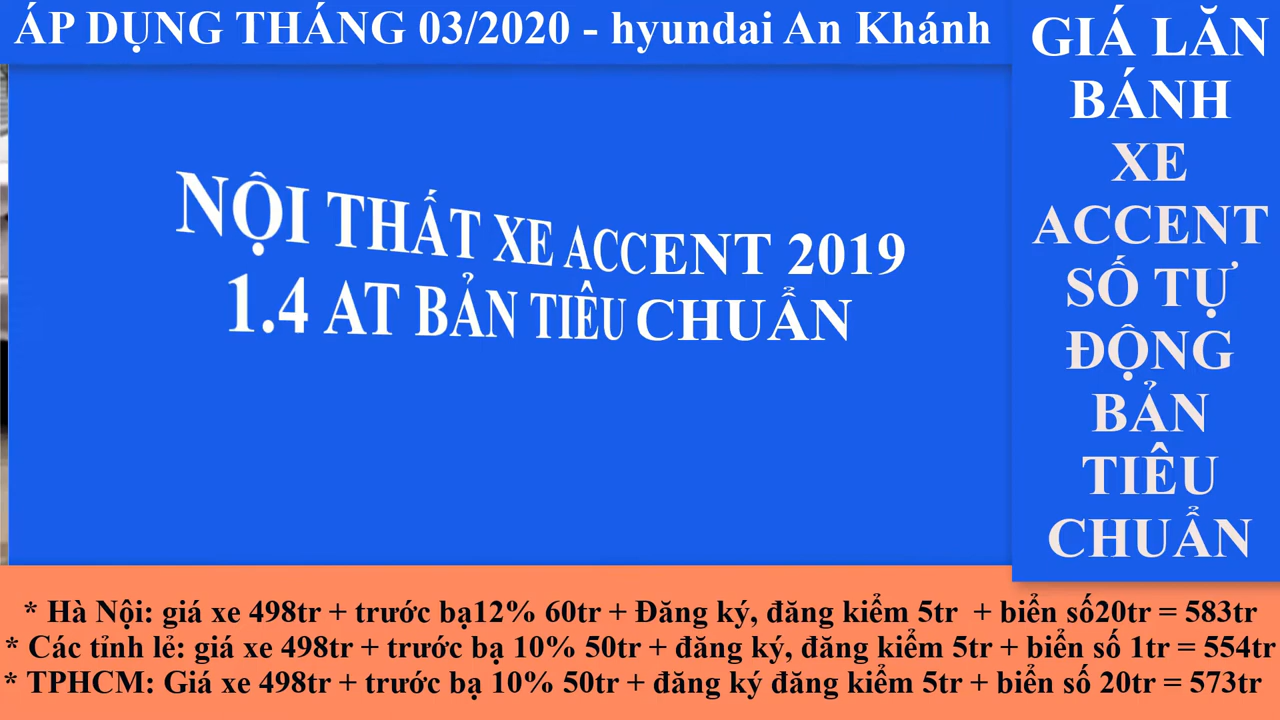 ÁP DỤNG THÁNG 03/2020 - hyundai An Khánh
GIÁ LĂN
BÁNH
XE
ACCENT
SỐ TỰ
ĐỘNG
BẢN
TIÊU
CHUẨN
NỘI THẤT XE ACCENT 2019
1.4 AT BẢN TIÊU CHUẨN
* Hà Nội: giá xe 498tr + trước bạ12% 60tr + Đăng ký, đăng kiểm 5tr + biển số20tr = 583tr
* Các tỉnh lẻ: giá xe 498tr + trước bạ 10% 50tr + đăng ký, đăng kiểm 5tr + biển số 1tr = 554tr
* TPHCM: Giá xe 498tr + trước bạ 10% 50tr + đăng ký đăng kiểm 5tr + biển số 20tr = 573tr